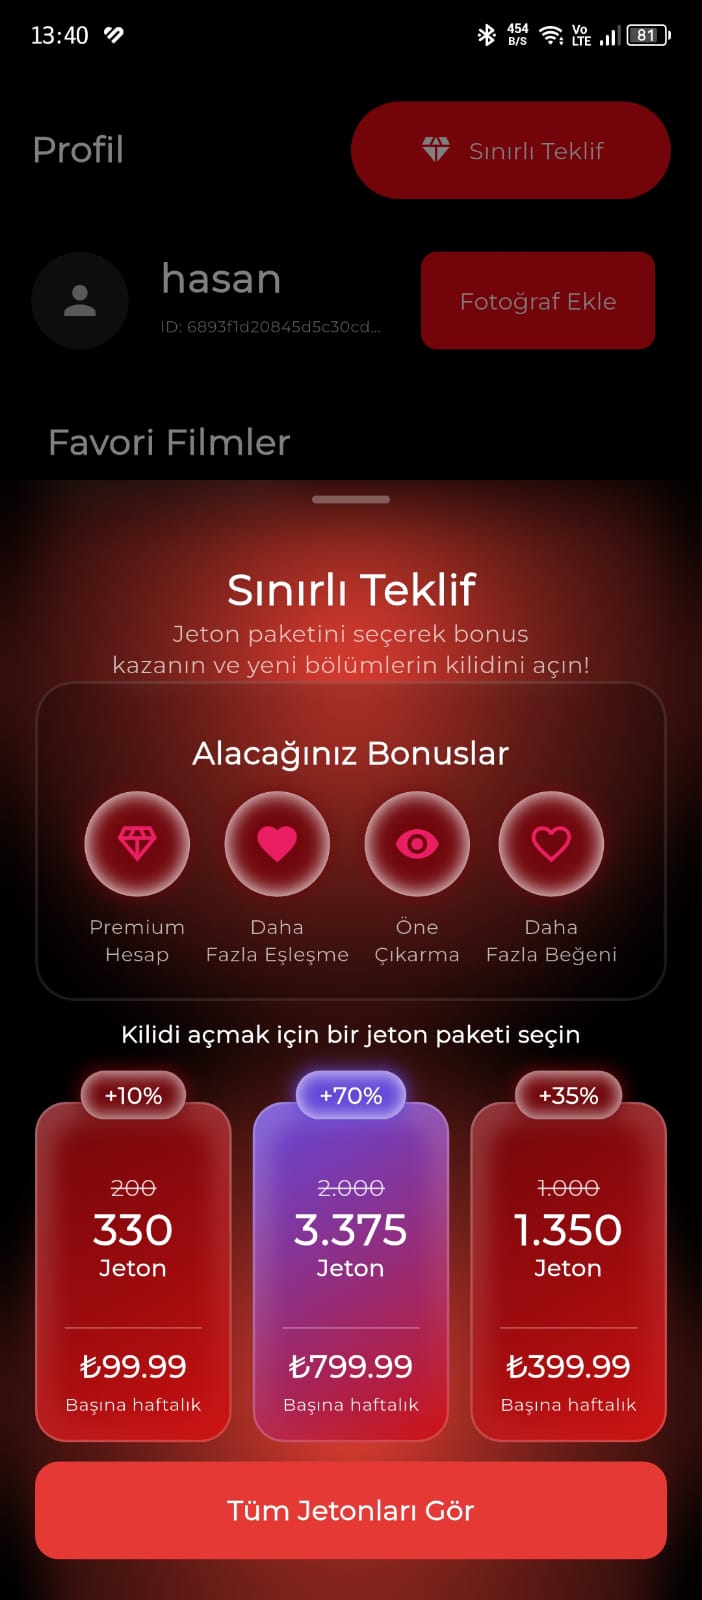 13:40
454
B/S
Vo
LTE
81
Profil
Sınırlı Teklif
hasan
ID: 6893f1d20845d5c30cd...
Fotoğraf Ekle
Favori Filmler
Sınırlı Teklif
Jeton paketini seçerek bonus
kazanın ve yeni bölümlerin kilidini açın!
Alacağınız Bonuslar
Premium
Hesap
Daha
Fazla Eşleşme
Öne
Çıkarma
Daha
Fazla Beğeni
Kilidi açmak için bir jeton paketi seçin
+10%
200
330
Jeton
₺99.99
Başına haftalık
+70%
2.000
3.375
Jeton
₺799.99
Başına haftalık
+35%
1.000
1.350
Jeton
₺399.99
Başına haftalık
Tüm Jetonları Gör